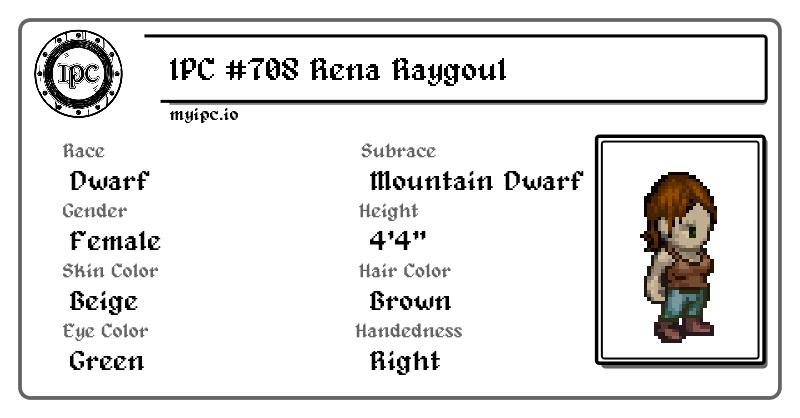 IPC
IPC #708 Rena Raygoul
myipc.io
Race
Dwarf
Subrace
Mountain Dwarf
Gender
Female
Height
4'4"
Skin Color
Beige
Hair Color
Brown
Eye Color
Green
Handedness
Right